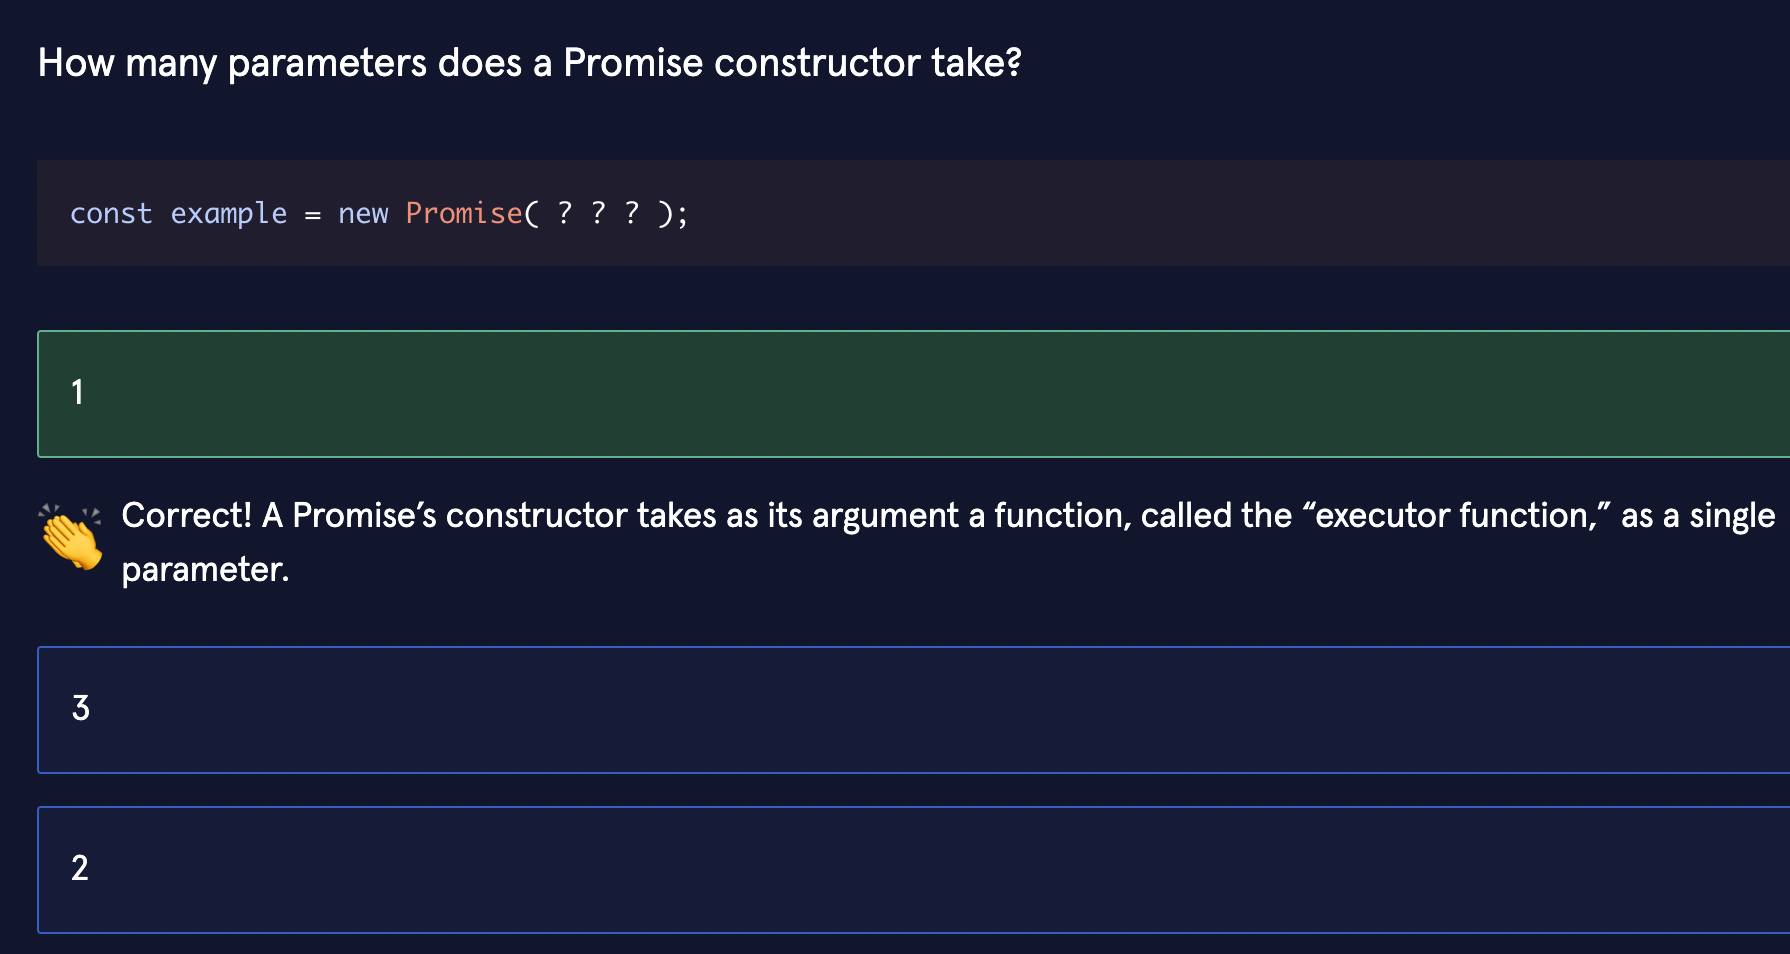 How many parameters does a Promise constructor take?
const example = new Promise( ? ? ? );
1
Correct! A Promise’s constructor takes as its argument a function, called the “executor function,” as a single
parameter.
3
2